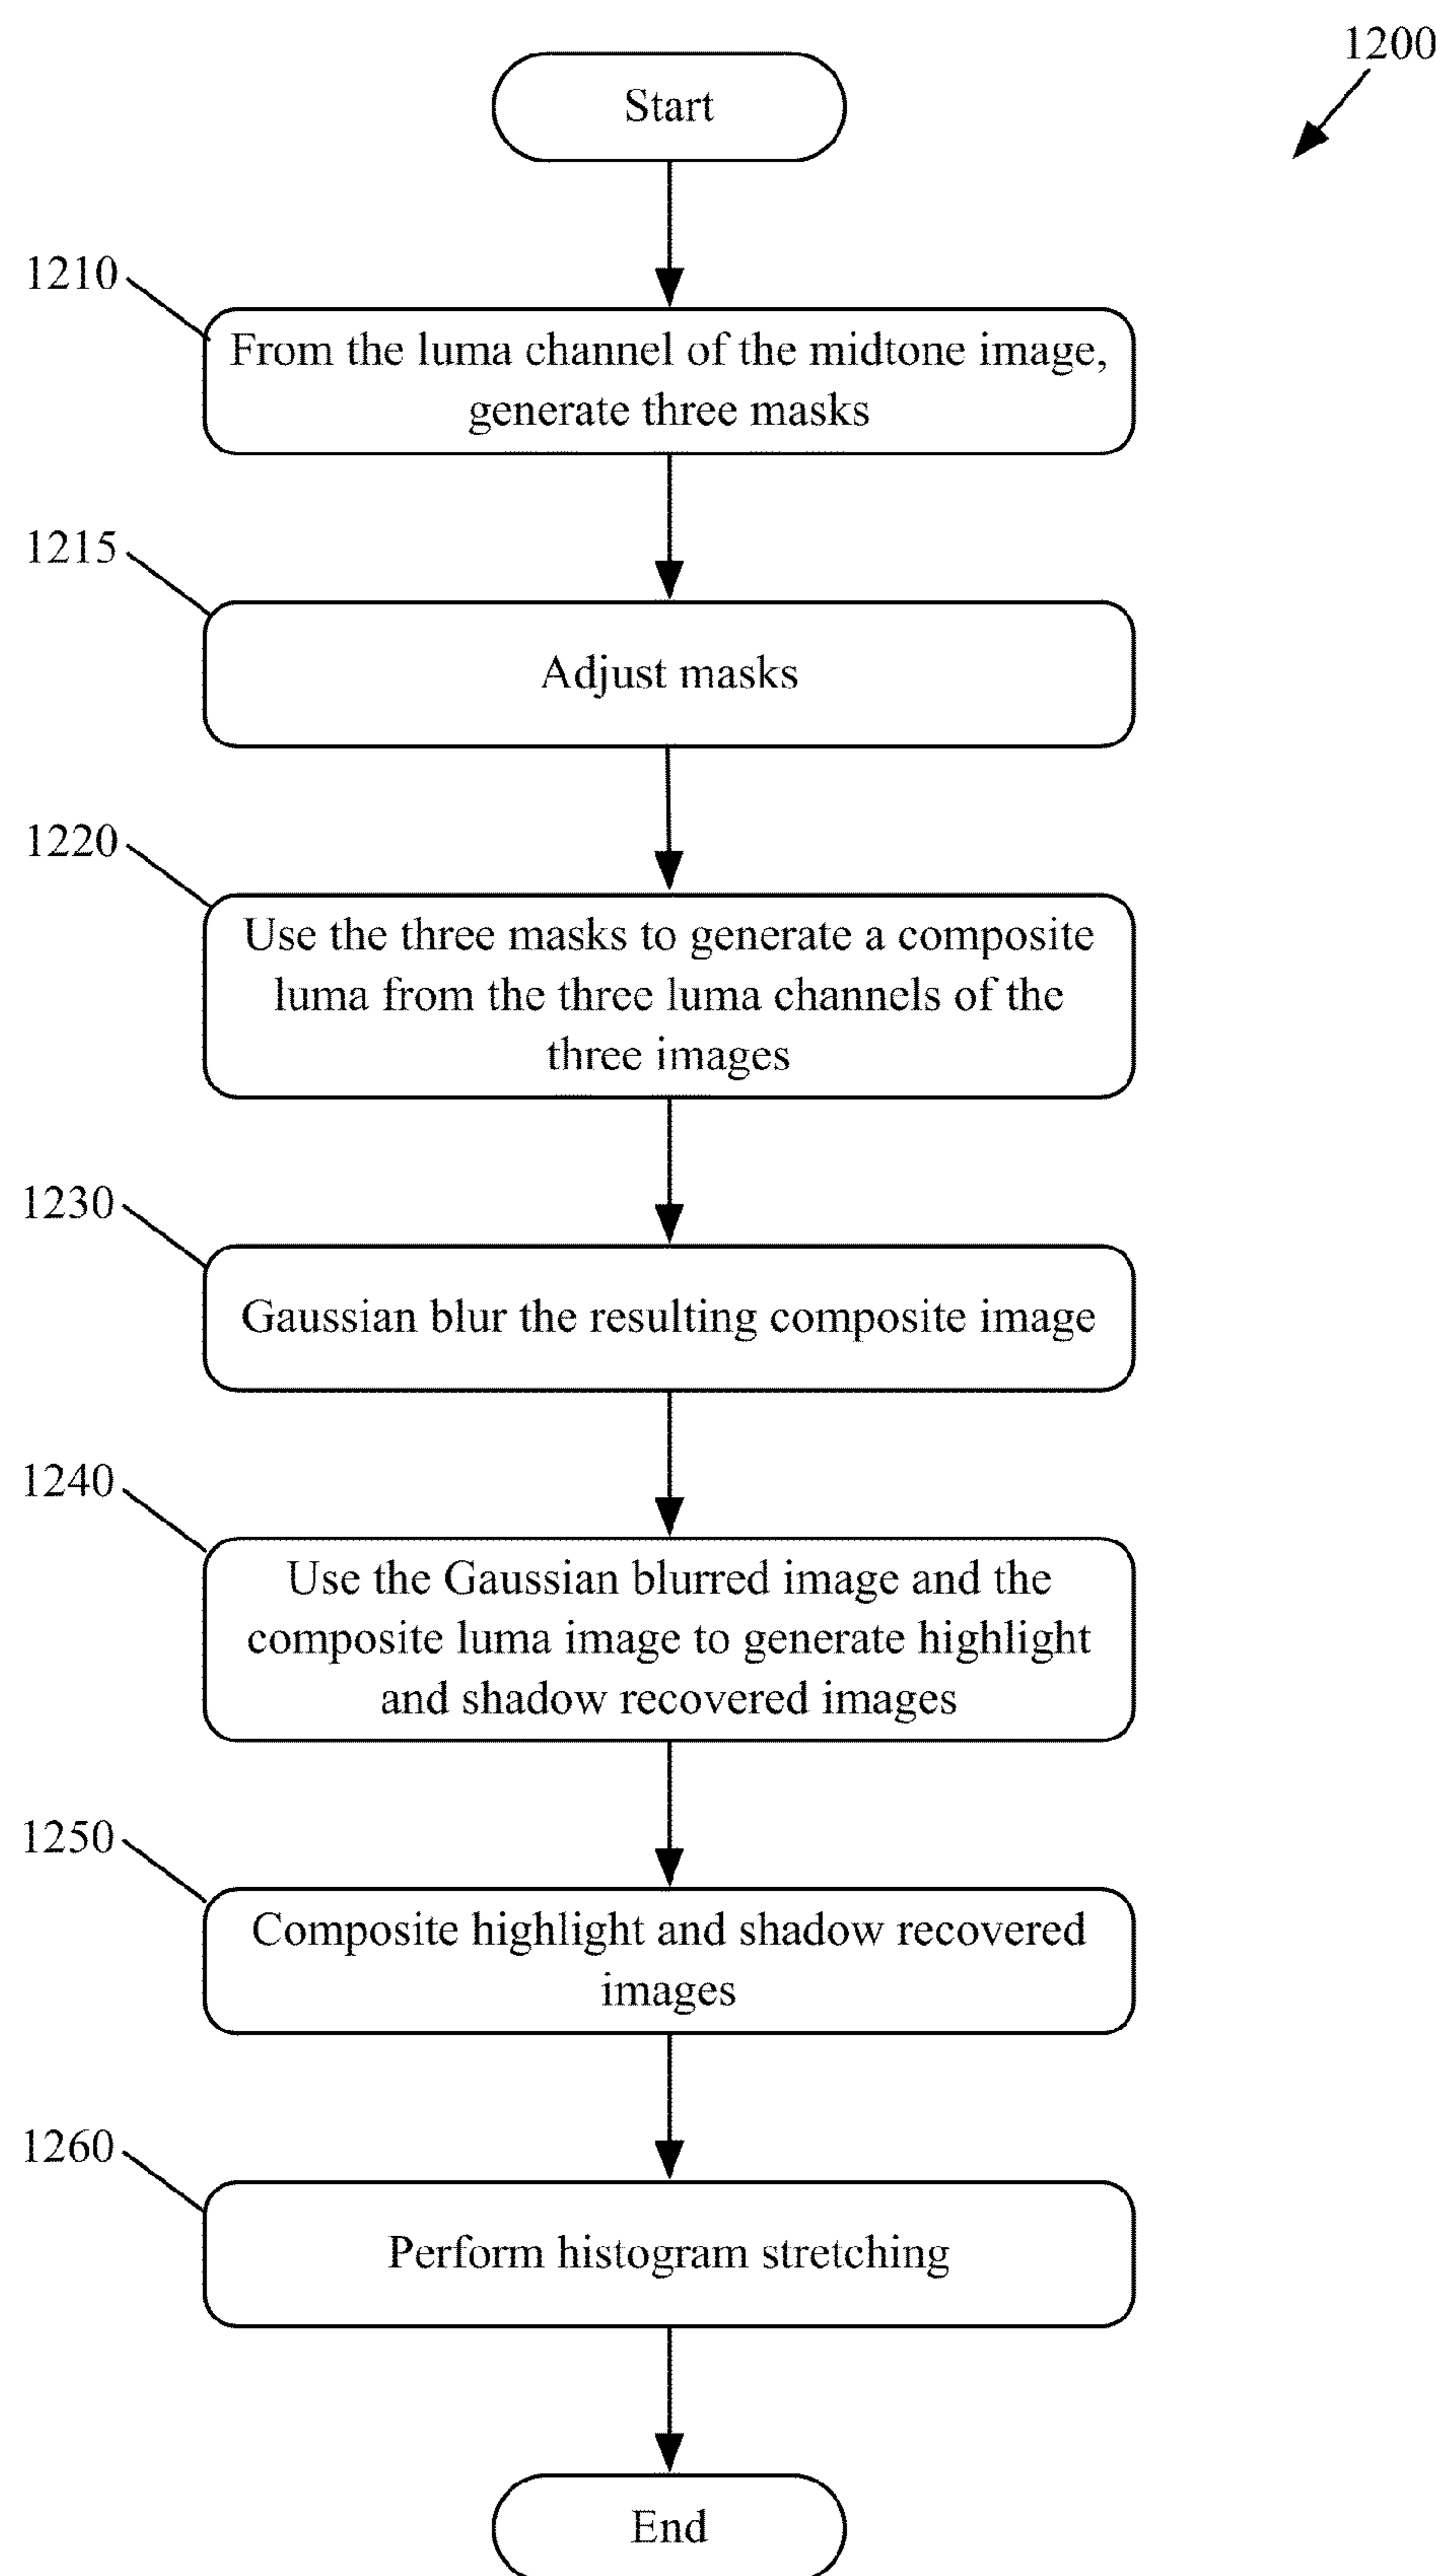 1200
Start
1210
From the luma channel of the midtone image,
generate three masks
1215
Adjust masks
1220
Use the three masks to generate a composite
luma from the three luma channels of the
three images
1230
Gaussian blur the resulting composite image
1240
Use the Gaussian blurred image and the
composite luma image to generate highlight
and shadow recovered images
1250
Composite highlight and shadow recovered
images
1260
Perform histogram stretching
End